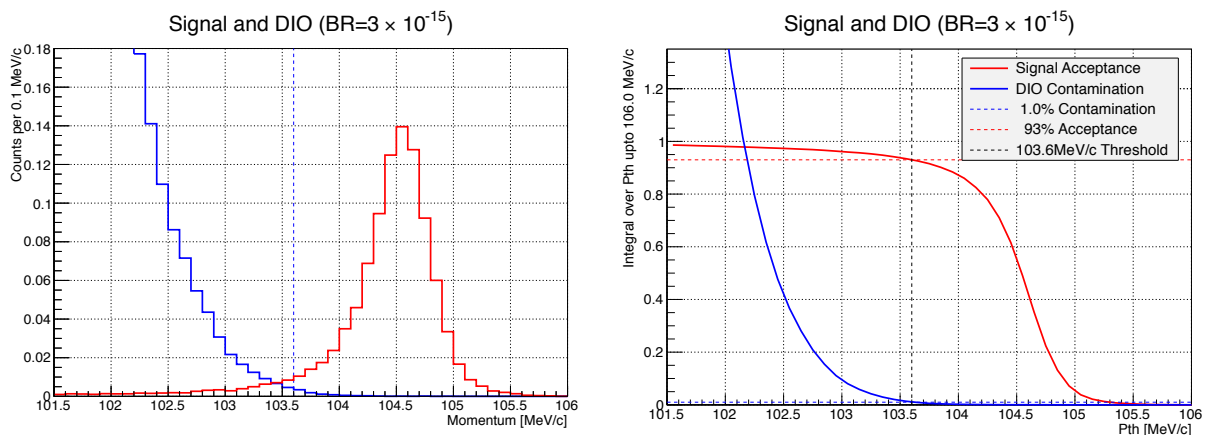 Signal and DIO (BR=3 × 10-15)
Counts per 0.1 MeV/c
0.18
0.16
0.14
0.12
0.1
0.08
0.06
0.04
0.02
0
101.5 102 102.5 103 103.5 104 104.5 105 105.5 106
Momentum [MeV/c]
Signal and DIO (BR=3 × 10-15)
Integral over Pth upto 106.0 MeV/c
1.2
1
0.8
0.6
0.4
0.2
0
101.5 102 102.5 103 103.5 104 104.5 105 105.5 106
Pth [MeV/c]
Signal Acceptance
DIO Contamination
1.0% Contamination
93% Acceptance
103.6MeV/c Threshold